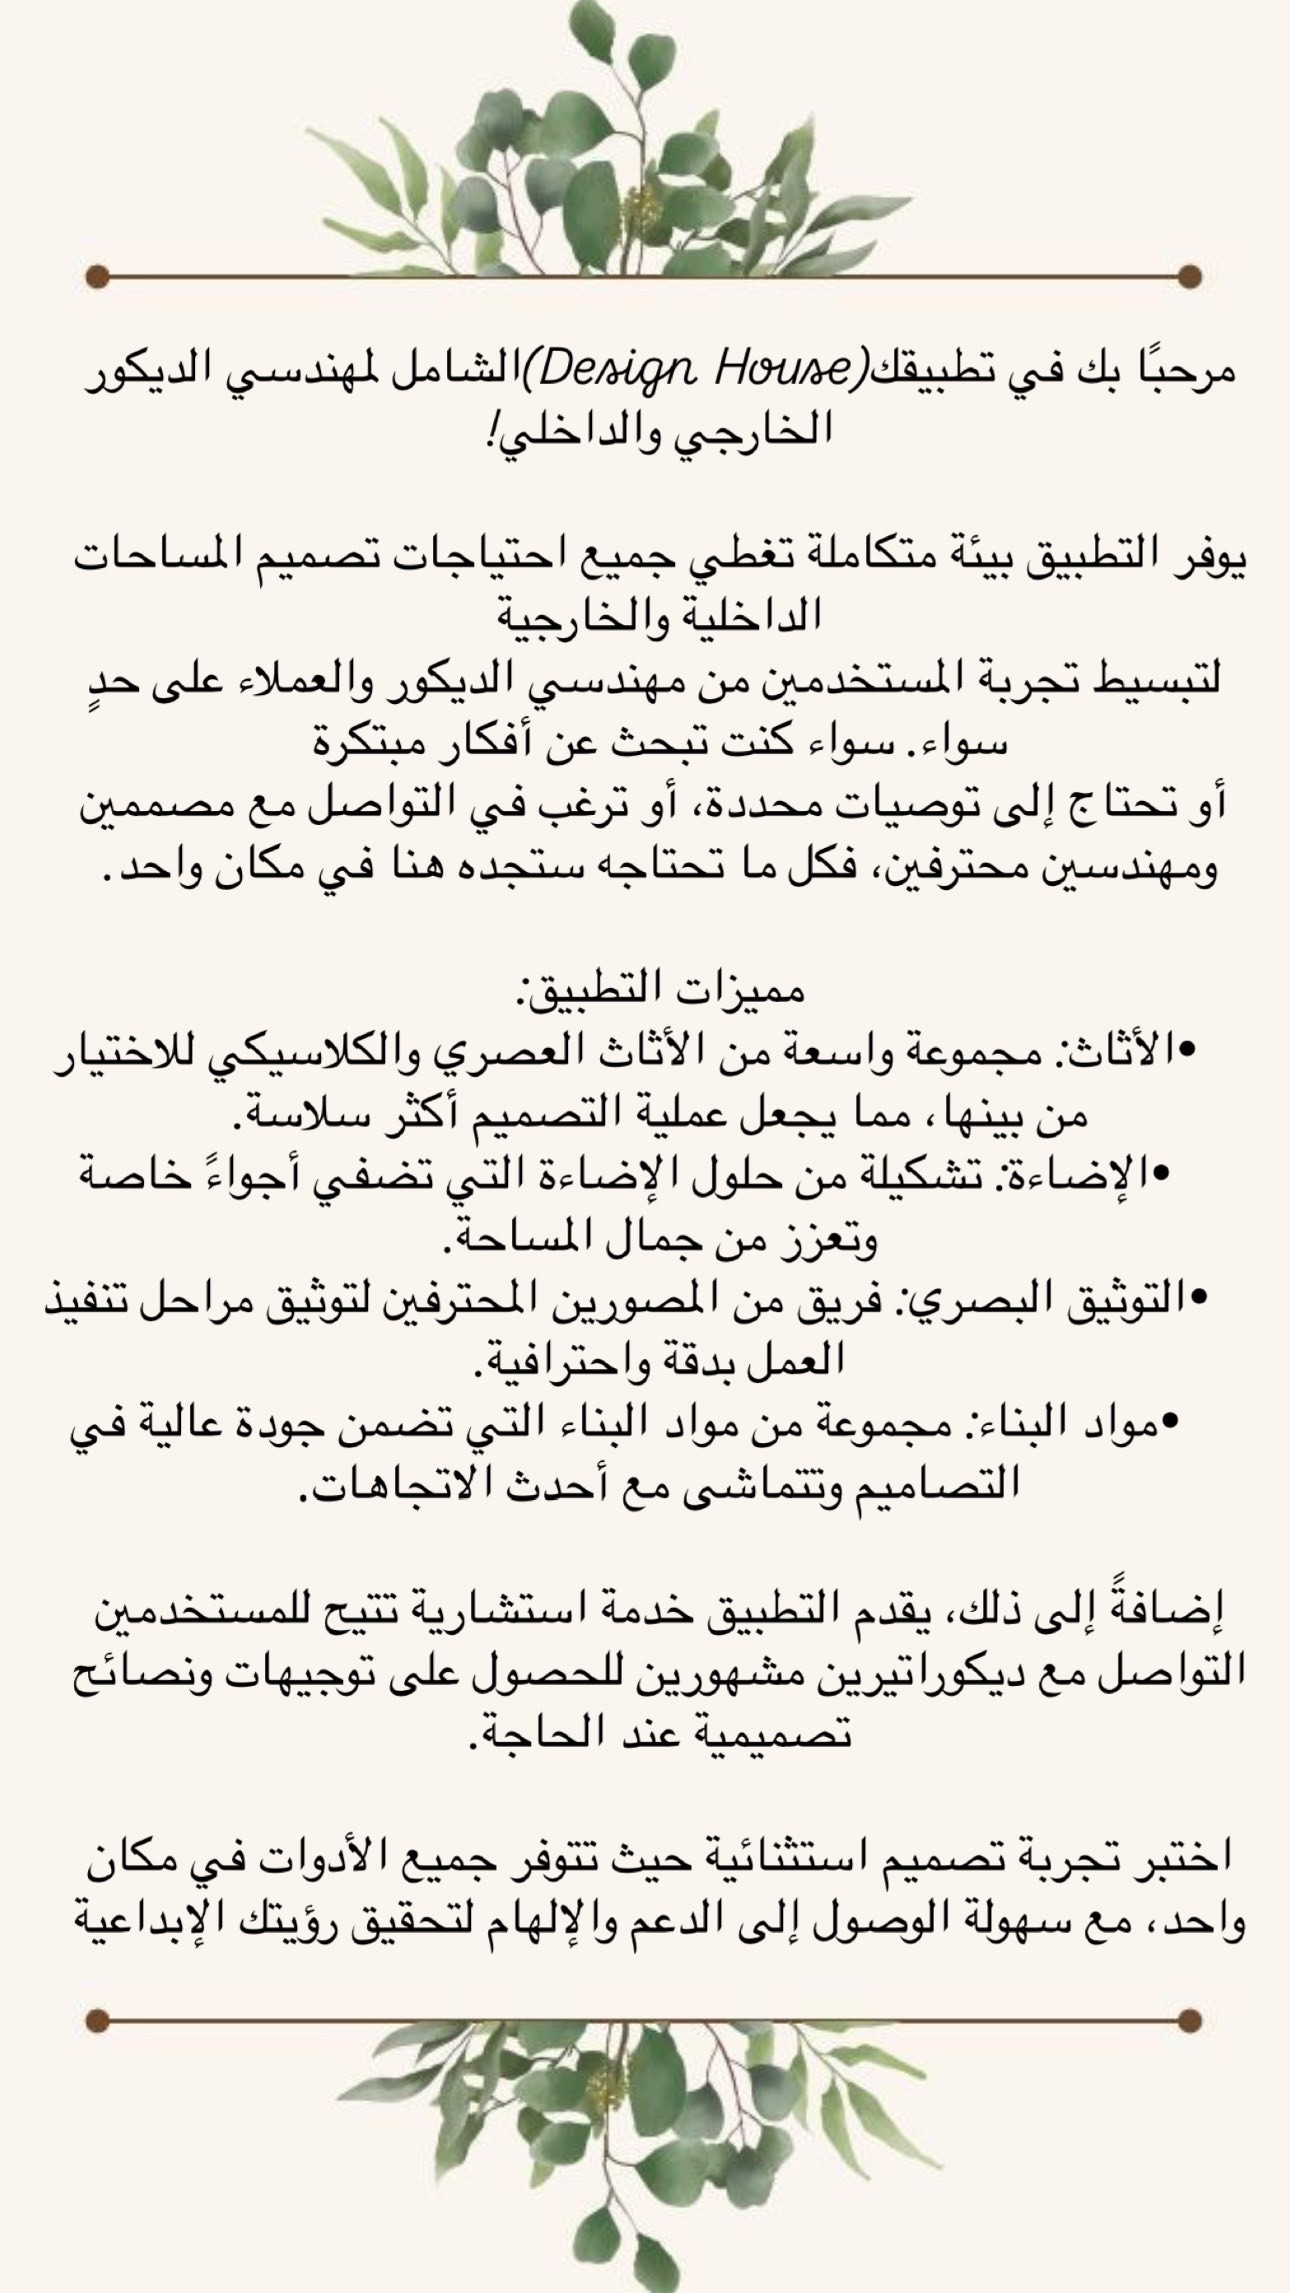 مرحبًا بك في تطبيقك(Design House)الشامل لمهندسي الديكور
الخارجي والداخلي!
يوفر التطبيق بيئة متكاملة تغطي جميع احتياجات تصميم المساحات
الداخلية والخارجية
لتبسيط تجربة المستخدمين من مهندسي الديكور والعملاء على حدٍ
سواء. سواء كنت تبحث عن أفكار مبتكرة
أو تحتاج إلى توصيات محددة، أو ترغب في التواصل مع مصممين
ومهندسين محترفين، فكل ما تحتاجه ستجده هنا في مكان واحد.
مميزات التطبيق:
•الأثاث: مجموعة واسعة من الأثاث العصري والكلاسيكي للاختيار
من بينها، مما يجعل عملية التصميم أكثر سلاسة.
•الإضاءة: تشكيلة من حلول الإضاءة التي تضفي أجواءً خاصة
وتعزز من جمال المساحة.
•التوثيق البصري: فريق من المصورين المحترفين لتوثيق مراحل تنفيذ
العمل بدقة واحترافية.
•مواد البناء: مجموعة من مواد البناء التي تضمن جودة عالية في
التصاميم وتتماشى مع أحدث الاتجاهات.
إضافةً إلى ذلك، يقدم التطبيق خدمة استشارية تتيح للمستخدمين
التواصل مع ديكوراتيرين مشهورين للحصول على توجيهات ونصائح
تصميمية عند الحاجة.
اختبر تجربة تصميم استثنائية حيث تتوفر جميع الأدوات في مكان
واحد، مع سهولة الوصول إلى الدعم والإلهام لتحقيق رؤيتك الإبداعية